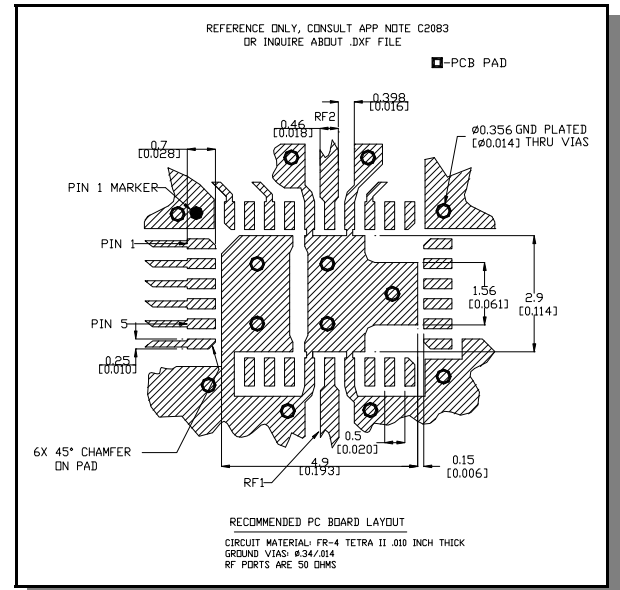 REFERENCE ONLY, CONSULT APP NOTE C2083
OR INQUIRE ABOUT .DXF FILE
-PCB PAD
0.398
[0.016]
RF2
0.46
[0.018]
Ø0.356 GND PLATED
[Ø0.014] THRU VIAS
0.7
[0.028]
PIN 1 MARKER
PIN 1
1.56
[0.061]
2.9
[0.114]
PIN 5
0.25
[0.010]
6X 45° CHAMFER
ON PAD
0.5
[0.020]
4.9
[0.193]
0.15
[0.006]
RF1
RECOMMENDED PC BOARD LAYOUT
CIRCUIT MATERIAL: FR-4 TETRA II .010 INCH THICK
GROUND VIAS: Ø.34/.014
RF PORTS ARE 50 OHMS